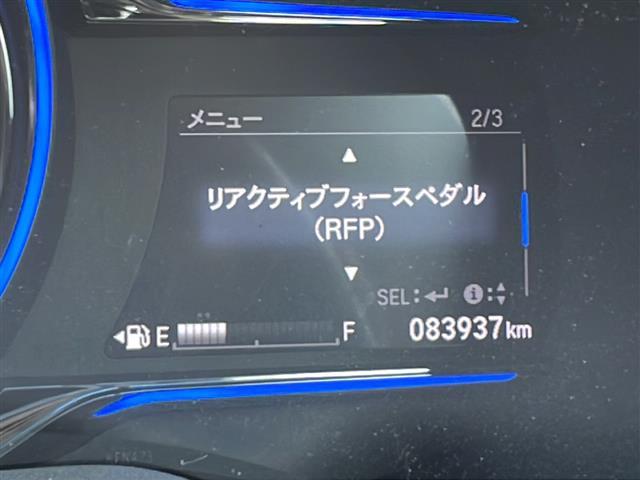 メニュー 2/3
▲
リアクティブフォースペダル
(RFP)
▼
SEL:↵ i:
E F 083937km